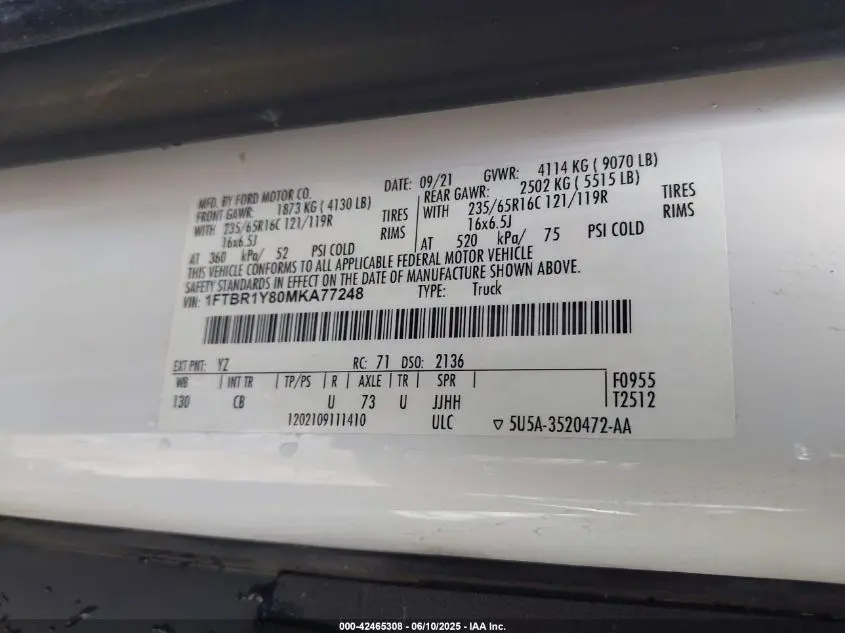 MFD. BY FORD MOTOR CO. DATE: 09/21 GVWR: 4114 KG ( 9070 LB)
FRONT GAWR: 1873 KG ( 4130 LB) REAR GAWR: 2502 KG ( 5515 LB)
WITH 235/65R16C 121/119R TIRES WITH 235/65R16C 121/119R TIRES
16x6.5J RIMS 16x6.5J RIMS
AT 360 kPa/ 52 PSI COLD AT 520 kPa/ 75 PSI COLD
THIS VEHICLE CONFORMS TO ALL APPLICABLE FEDERAL MOTOR VEHICLE
SAFETY STANDARDS IN EFFECT ON THE DATE OF MANUFACTURE SHOWN ABOVE.
VIN: 1FTBR1Y80MKA77248 TYPE: Truck
EXT PNT: YZ RC: 71 DSO: 2136
WB INT TR TP/PS R AXLE TR SPR F0955
130 CB U 73 U JJHH T2512
1202109111410 ULC ▽ 5U5A-3520472-AA
000-42465308 - 06/10/2025 - IAA Inc.